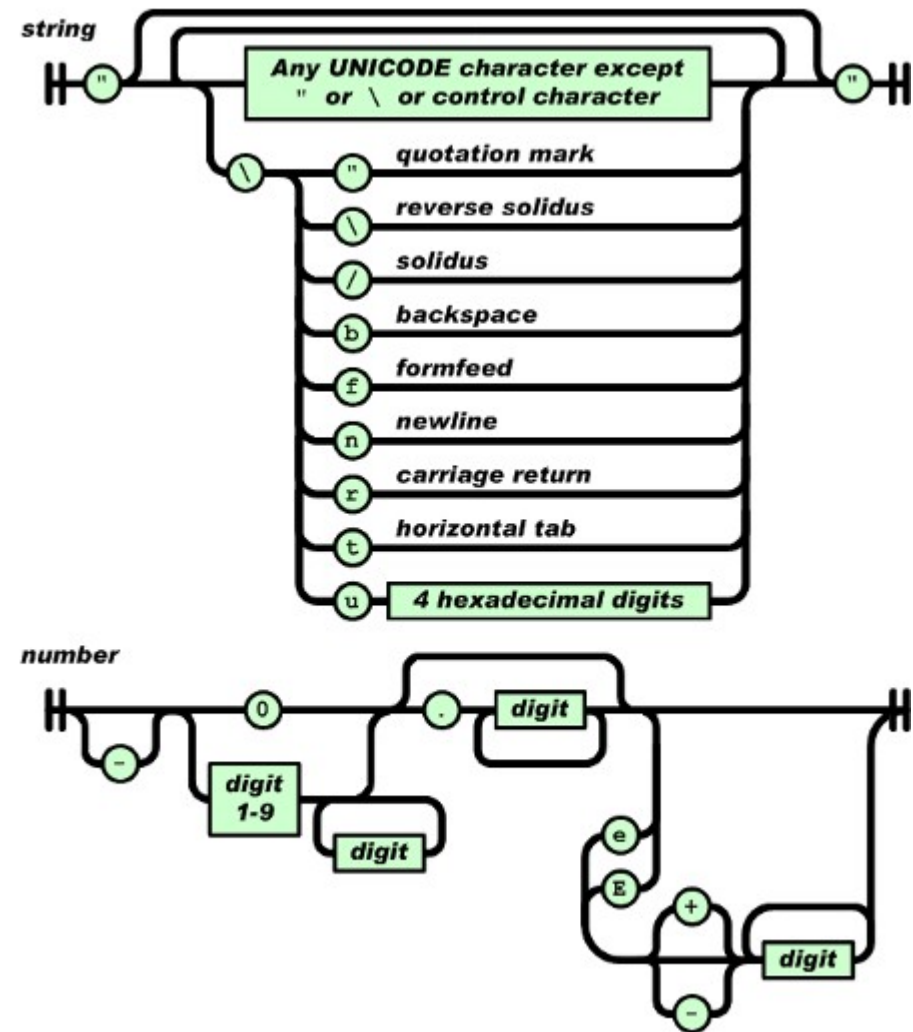 string
"
Any UNICODE character except
" or \ or control character
"
\
" quotation mark
\ reverse solidus
/ solidus
b backspace
f formfeed
n newline
r carriage return
t horizontal tab
u 4 hexadecimal digits
number
0
. digit
-
digit
1-9
digit
e
E
+
digit
-